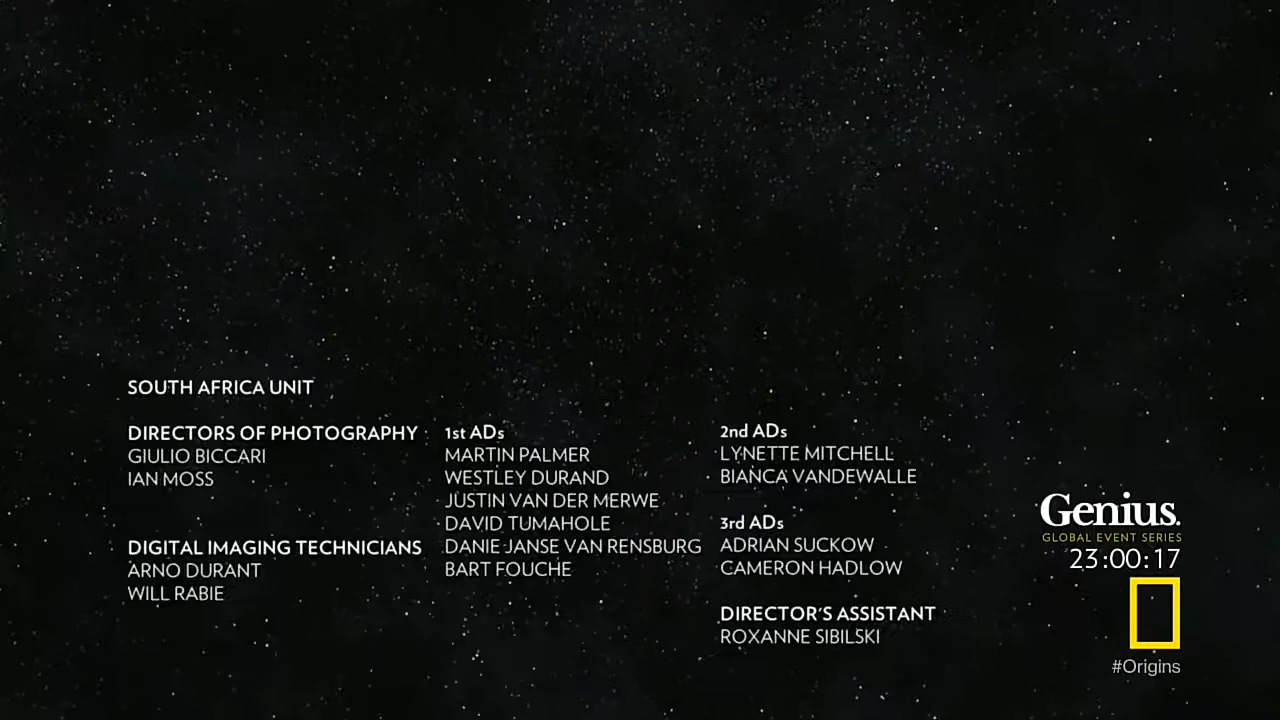 SOUTH AFRICA UNIT
DIRECTORS OF PHOTOGRAPHY
GIULIO BICCARI
IAN MOSS
DIGITAL IMAGING TECHNICIANS
ARNO DURANT
WILL RABIE
1st ADs
MARTIN PALMER
WESTLEY DURAND
JUSTIN VAN DER MERWE
DAVID TUMAHOLE
DANIE JANSE VAN RENSBURG
BART FOUCHE
2nd ADs
LYNETTE MITCHELL
BIANCA VANDEWALLE
3rd ADs
ADRIAN SUCKOW
CAMERON HADLOW
DIRECTOR'S ASSISTANT
ROXANNE SIBILSKI
Genius.
GLOBAL EVENT SERIES
23:00:17
#Origins